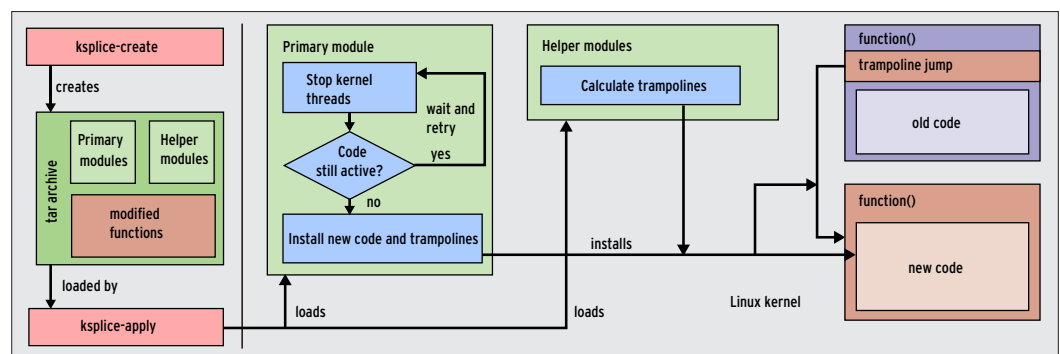 ksplice-create
creates
tar archive
Primary
modules
Helper
modules
modified
functions
loaded by
ksplice-apply
Primary module
Stop kernel
threads
wait and
retry
Code
still active?
yes
no
Install new code and trampolines
loads
Helper modules
Calculate trampolines
installs
loads
Linux kernel
function()
trampoline jump
old code
function()
new code